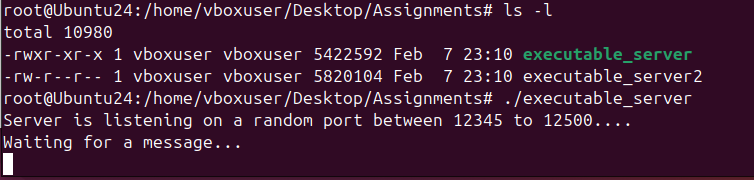 root@Ubuntu24:/home/vboxuser/Desktop/Assignments# ls -l
total 10980
-rwxr-xr-x 1 vboxuser vboxuser 5422592 Feb  7 23:10 executable_server
-rw-r--r-- 1 vboxuser vboxuser 5820104 Feb  7 23:10 executable_server2
root@Ubuntu24:/home/vboxuser/Desktop/Assignments# ./executable_server
Server is listening on a random port between 12345 to 12500....
Waiting for a message...